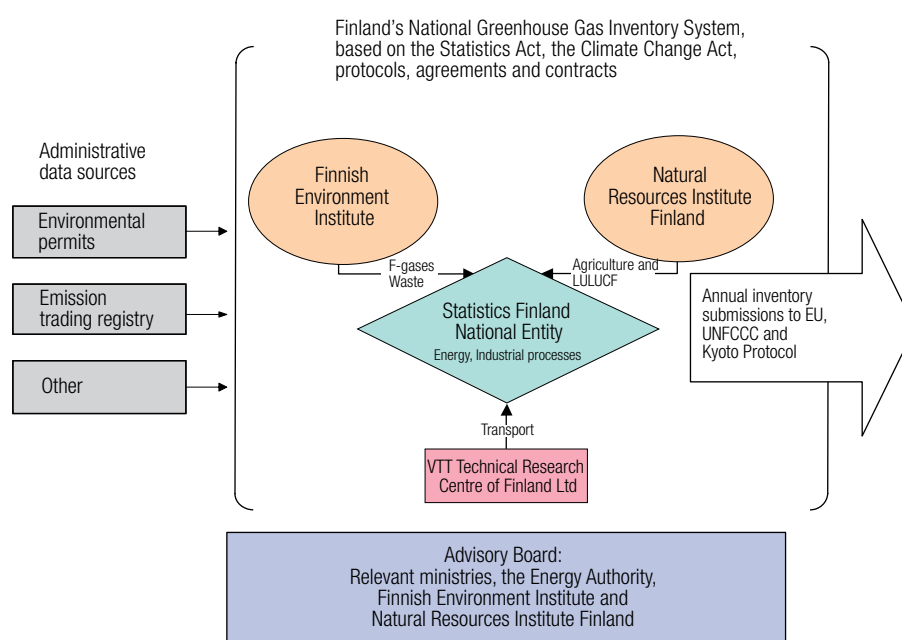 Finland's National Greenhouse Gas Inventory System,
based on the Statistics Act, the Climate Change Act,
protocols, agreements and contracts
Administrative
data sources
Environmental
permits
Emission
trading registry
Other
Finnish
Environment
Institute
Natural
Resources Institute
Finland
F-gases
Waste
Agriculture and
LULUCF
Statistics Finland
National Entity
Energy, Industrial processes
Transport
VTT Technical Research
Centre of Finland Ltd
Annual inventory
submissions to EU,
UNFCCC and
Kyoto Protocol
Advisory Board:
Relevant ministries, the Energy Authority,
Finnish Environment Institute and
Natural Resources Institute Finland